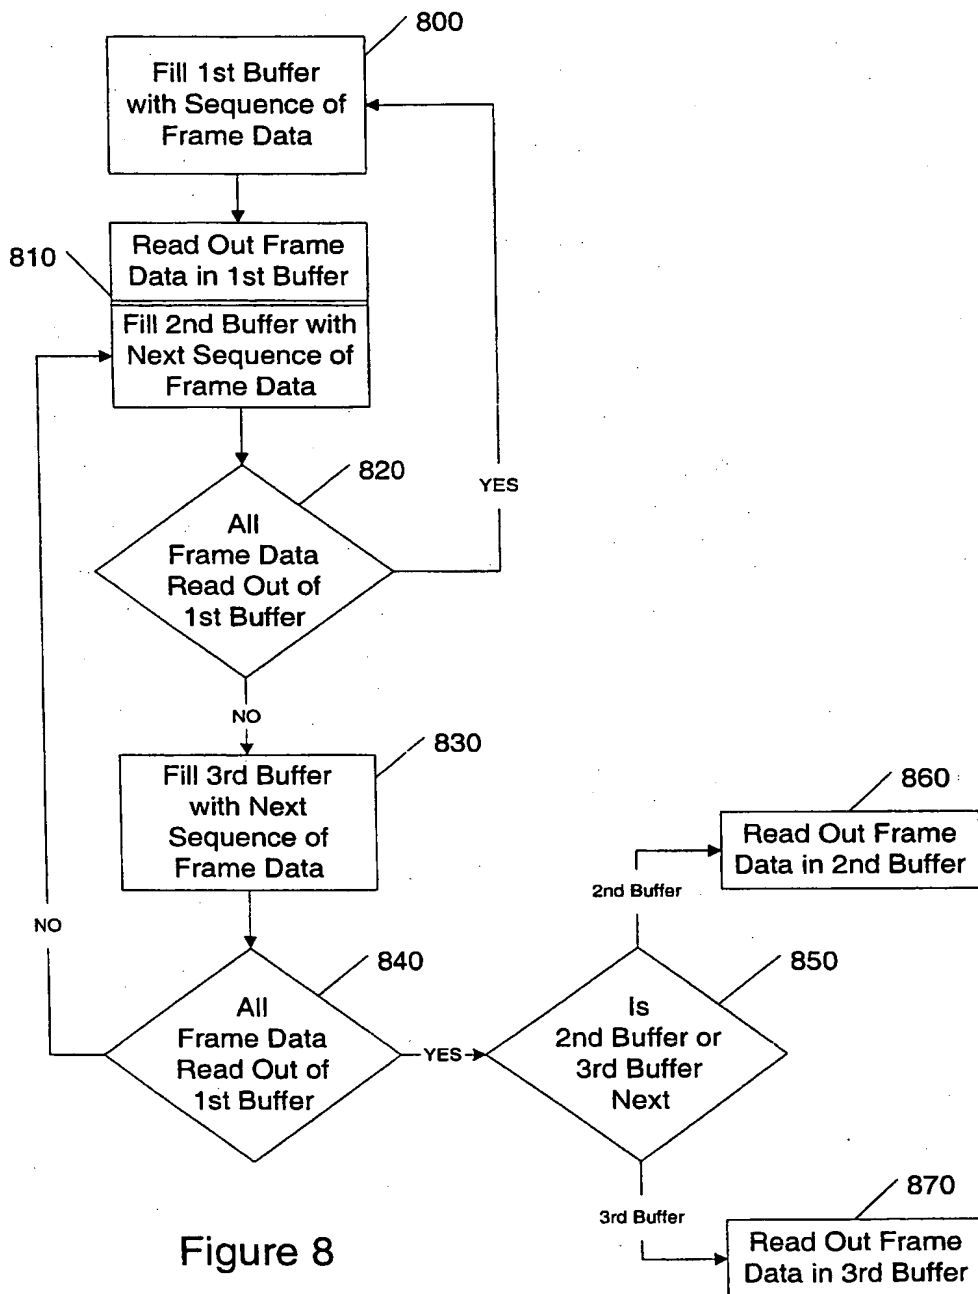 800
Fill 1st Buffer
with Sequence of
Frame Data
Read Out Frame
Data in 1st Buffer
810
Fill 2nd Buffer with
Next Sequence of
Frame Data
820
YES
All
Frame Data
Read Out of
1st Buffer
NO
830
Fill 3rd Buffer
with Next
Sequence of
Frame Data
860
Read Out Frame
Data in 2nd Buffer
2nd Buffer
NO
840
All
Frame Data
Read Out of
1st Buffer
YES
850
Is
2nd Buffer or
3rd Buffer
Next
870
3rd Buffer
Read Out Frame
Data in 3rd Buffer
Figure 8